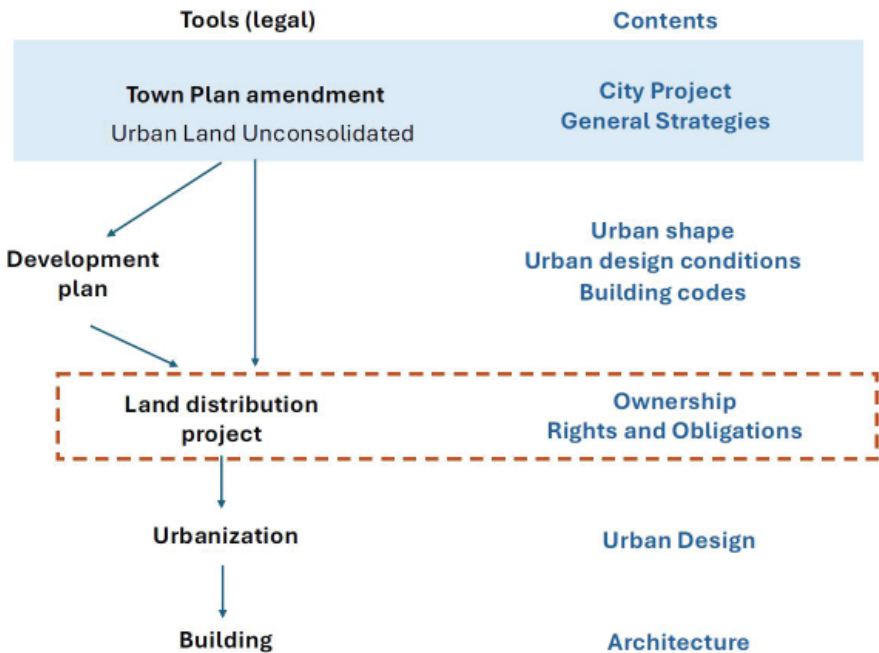 Tools (legal)
Contents
Town Plan amendment
Urban Land Unconsolidated
City Project
General Strategies
Development
plan
Urban shape
Urban design conditions
Building codes
Land distribution
project
Ownership
Rights and Obligations
Urbanization
Urban Design
Building
Architecture